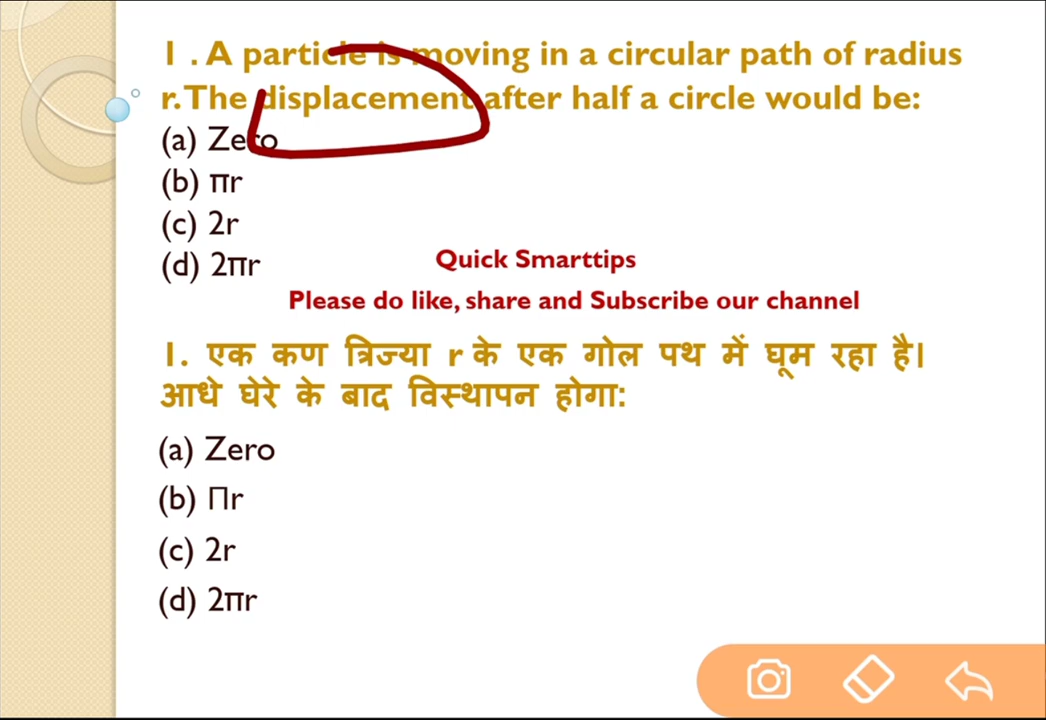 1 . A particle is moving in a circular path of radius
r. The displacement after half a circle would be:
(a) Zero
(b) πr
(c) 2r
(d) 2πr
Quick Smarttips
Please do like, share and Subscribe our channel
1. एक कण त्रिज्या r के एक गोल पथ में घूम रहा है।
आधे घेरे के बाद विस्थापन होगा:
(a) Zero
(b) Πr
(c) 2r
(d) 2πr